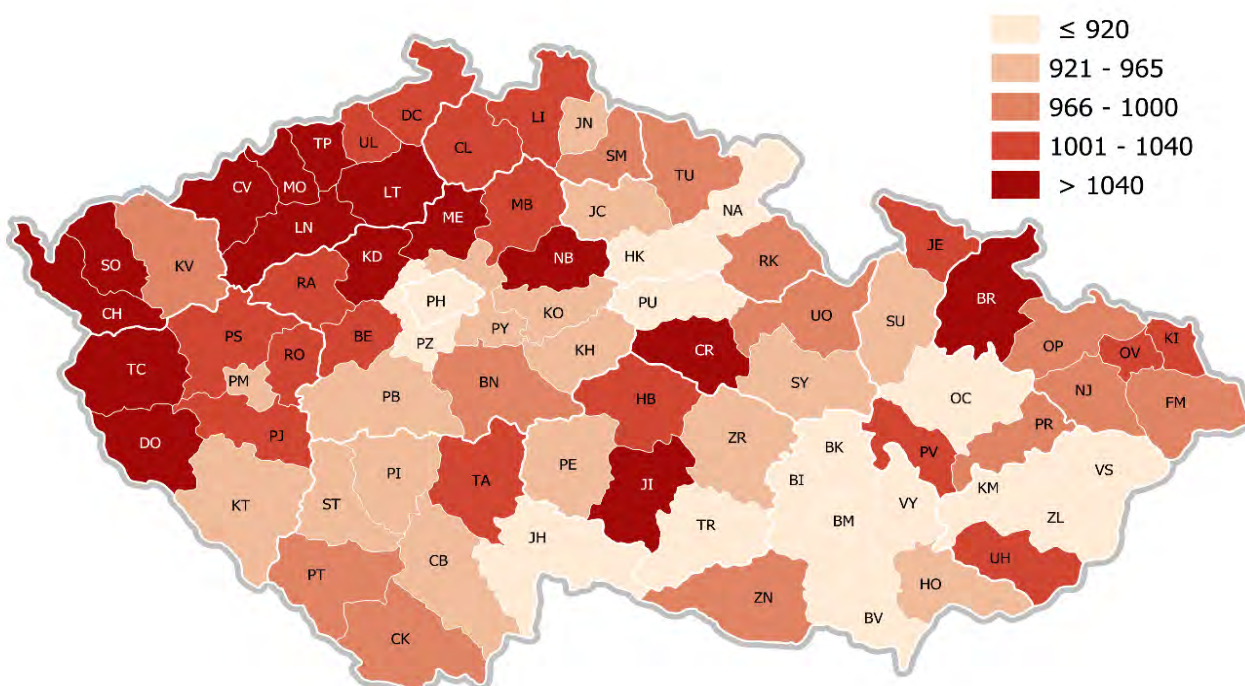 ≤ 920
921 - 965
966 - 1000
1001 - 1040
> 1040
DC
LI
JN
TP
UL
CL
SM
TU
CV
MO
LT
NA
LN
ME
MB
JC
SO
KV
KD
NB
HK
RK
JE
CH
RA
PH
KO
PU
BR
PS
RO
BE
PZ
PY
KH
CR
UO
SU
OP
OV
KI
TC
PM
PB
BN
HB
SY
OC
NJ
FM
DO
PJ
PR
KT
ST
PI
TA
PE
JI
ZR
BK
PV
VS
BI
BM
VY
KM
ZL
PT
CB
JH
TR
UH
CK
ZN
BV
HO